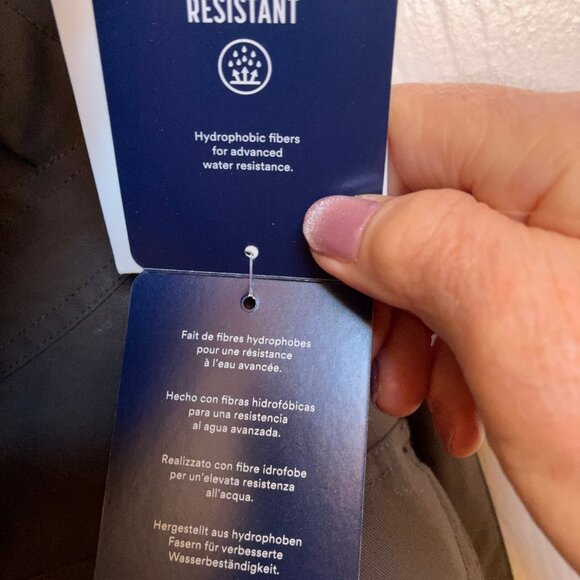 RESISTANT
Hydrophobic fibers
for advanced
water resistance.
Fait de fibres hydrophobes
pour une résistance
à l'eau avancée.
Hecho con fibras hidrofóbicas
para una resistencia
al agua avanzada.
Realizzato con fibre idrofobe
per un'elevata resistenza
all'acqua.
Hergestellt aus hydrophoben
Fasern für verbesserte
Wasserbeständigkeit.